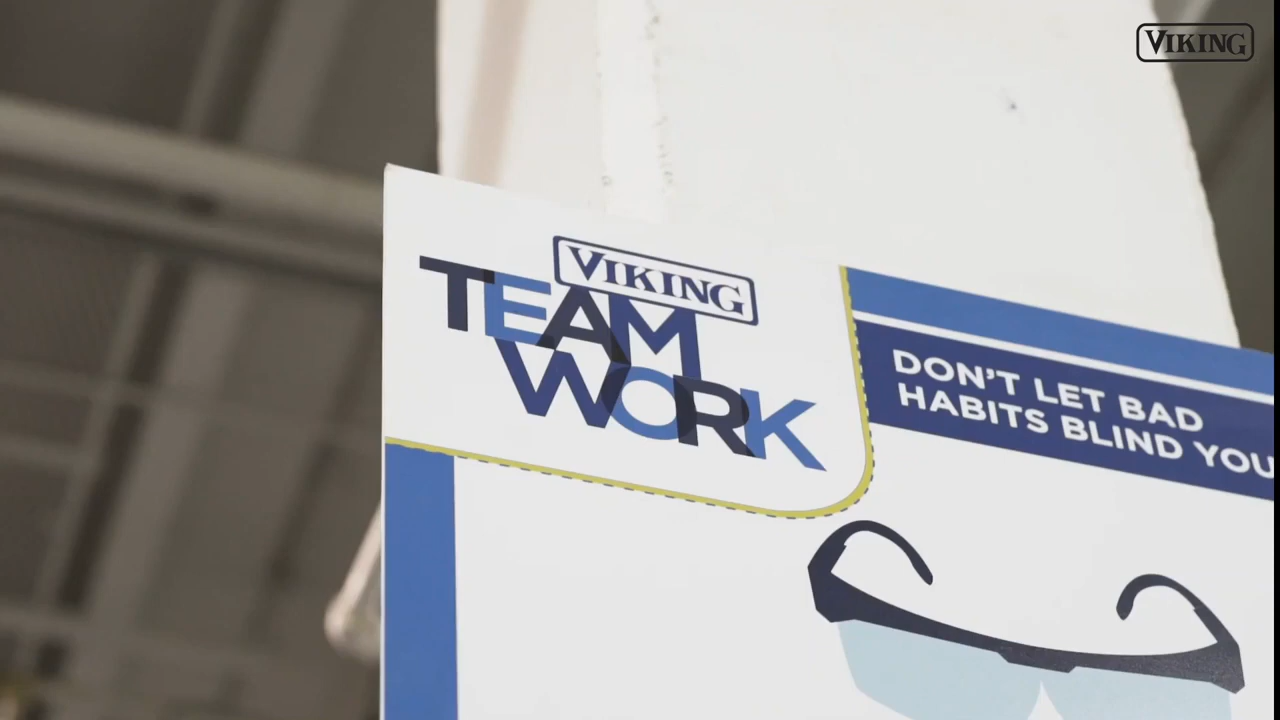 VIKING
VIKING
TEAM
WORK
DON'T LET BAD
HABITS BLIND YOU